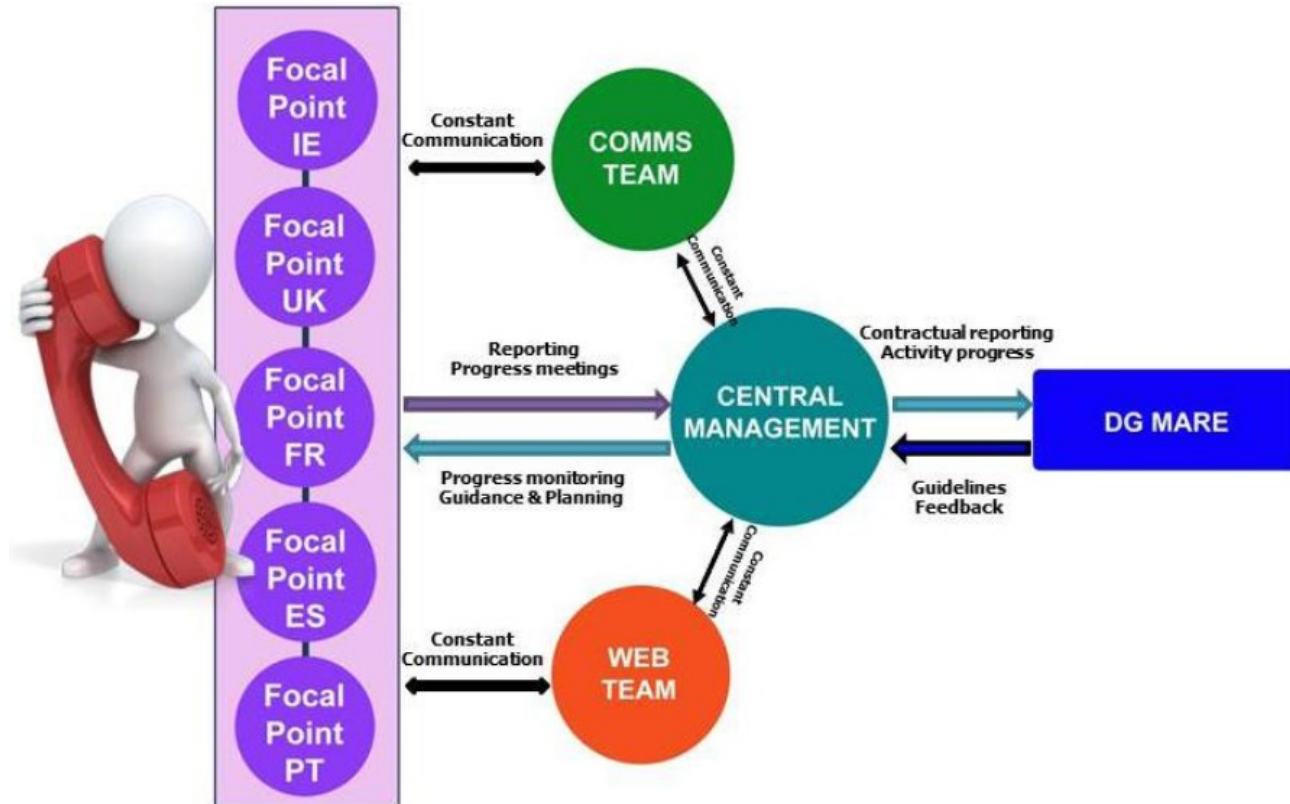 Focal
Point
IE
Focal
Point
UK
Focal
Point
FR
Focal
Point
ES
Focal
Point
PT
Constant
Communication
COMMS
TEAM
Constant
Communication
Reporting
Progress meetings
Progress monitoring
Guidance & Planning
CENTRAL
MANAGEMENT
Contractual reporting
Activity progress
DG MARE
Guidelines
Feedback
Constant
Communication
Constant
Communication
WEB
TEAM